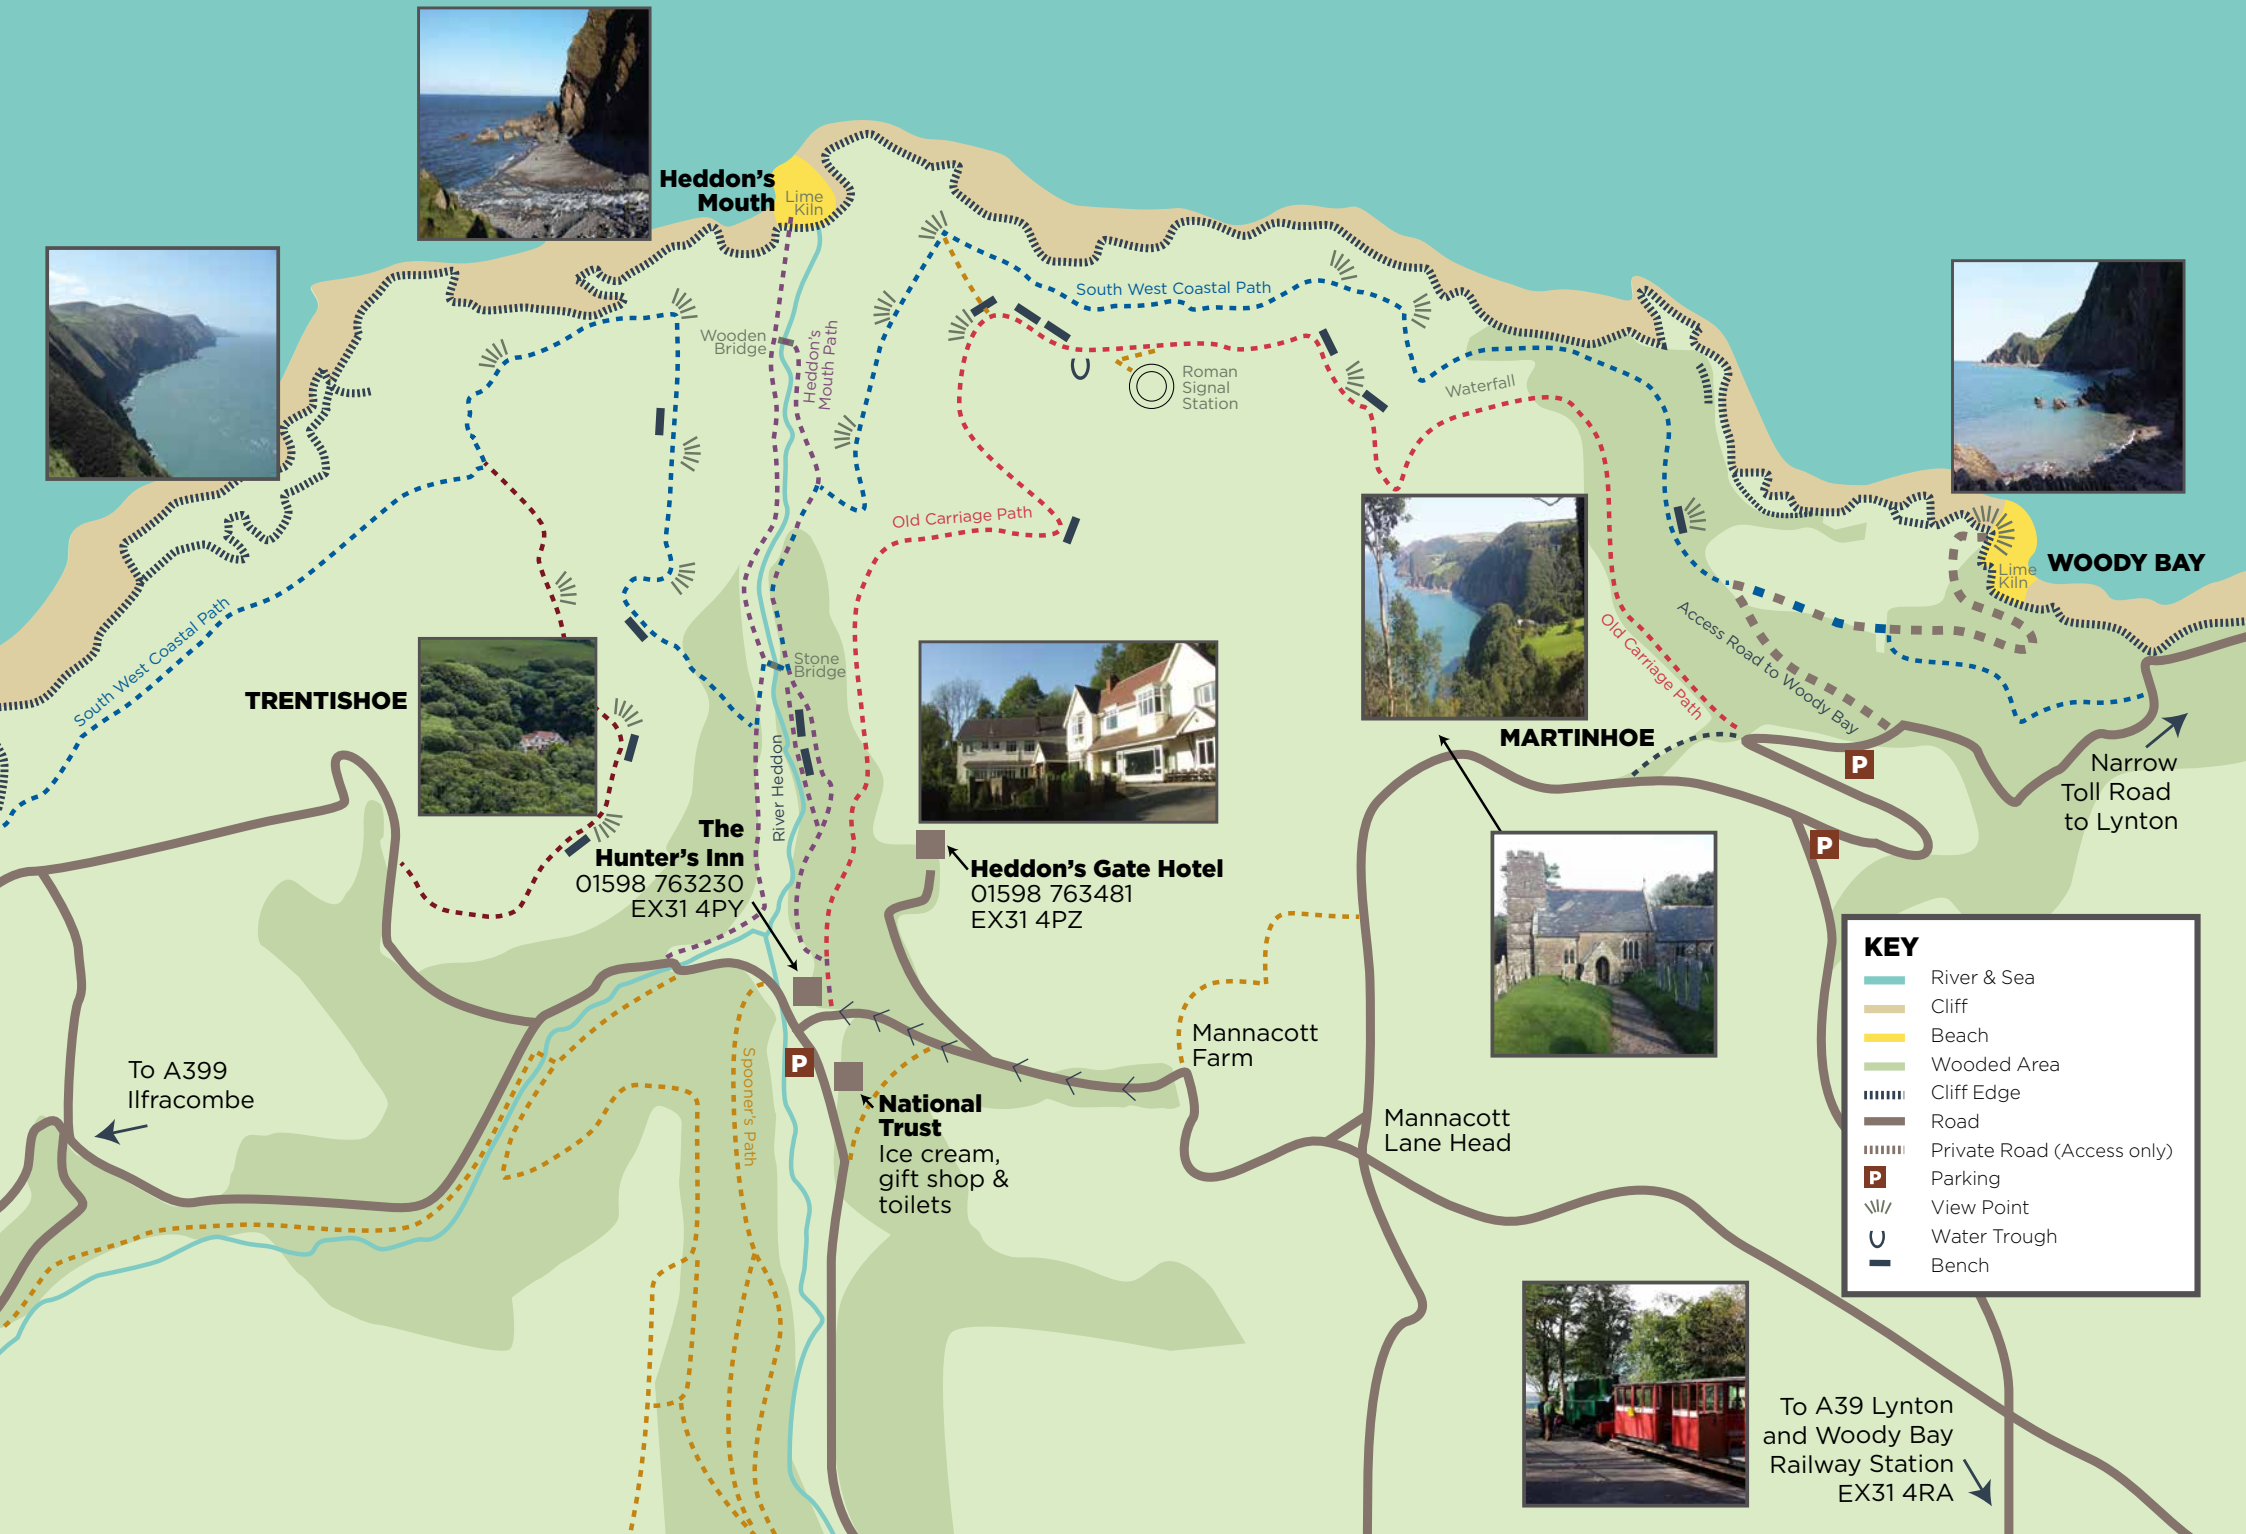 Heddon's
Mouth
Lime
Kiln
South West Coastal Path
Wooden
Bridge
Heddon's
Mouth Path
Roman
Signal
Station
Waterfall
Old Carriage Path
WOODY BAY
Lime
Kiln
South West Coastal Path
TRENTISHOE
Stone
Bridge
Access Road to Woody Bay
Old Carriage Path
MARTINHOE
P
Narrow
Toll Road
to Lynton
River Heddon
The
Hunter's Inn
01598 763230
EX31 4PY
Heddon's Gate Hotel
01598 763481
EX31 4PZ
P
KEY
River & Sea
Cliff
Beach
Wooded Area
Cliff Edge
Road
Private Road (Access only)
P
Parking
View Point
Water Trough
Bench
Mannacott
Farm
To A399
Ilfracombe
P
Spooner's Path
National
Trust
Ice cream,
gift shop &
toilets
Mannacott
Lane Head
To A39 Lynton
and Woody Bay
Railway Station
EX31 4RA